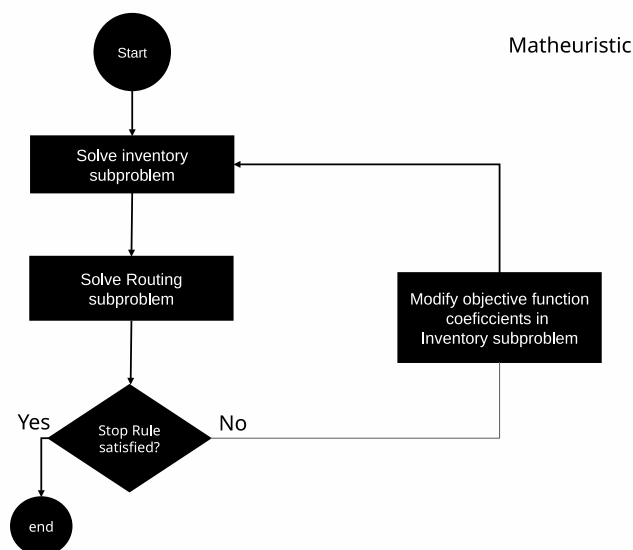 Start
Matheuristic
Solve inventory
subproblem
Solve Routing
subproblem
Modify objective function
coeficcients in
Inventory subproblem
Yes
Stop Rule
satisfied?
No
end